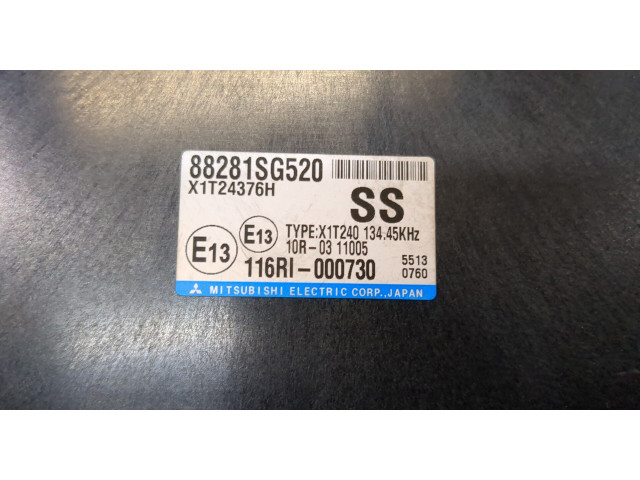 88281SG520
X1T24376H
SS
E13
E13
TYPE:X1T240 134.45KHz
10R-03 11005
116RI-000730
5513
0760
MITSUBISHI ELECTRIC CORP.,JAPAN